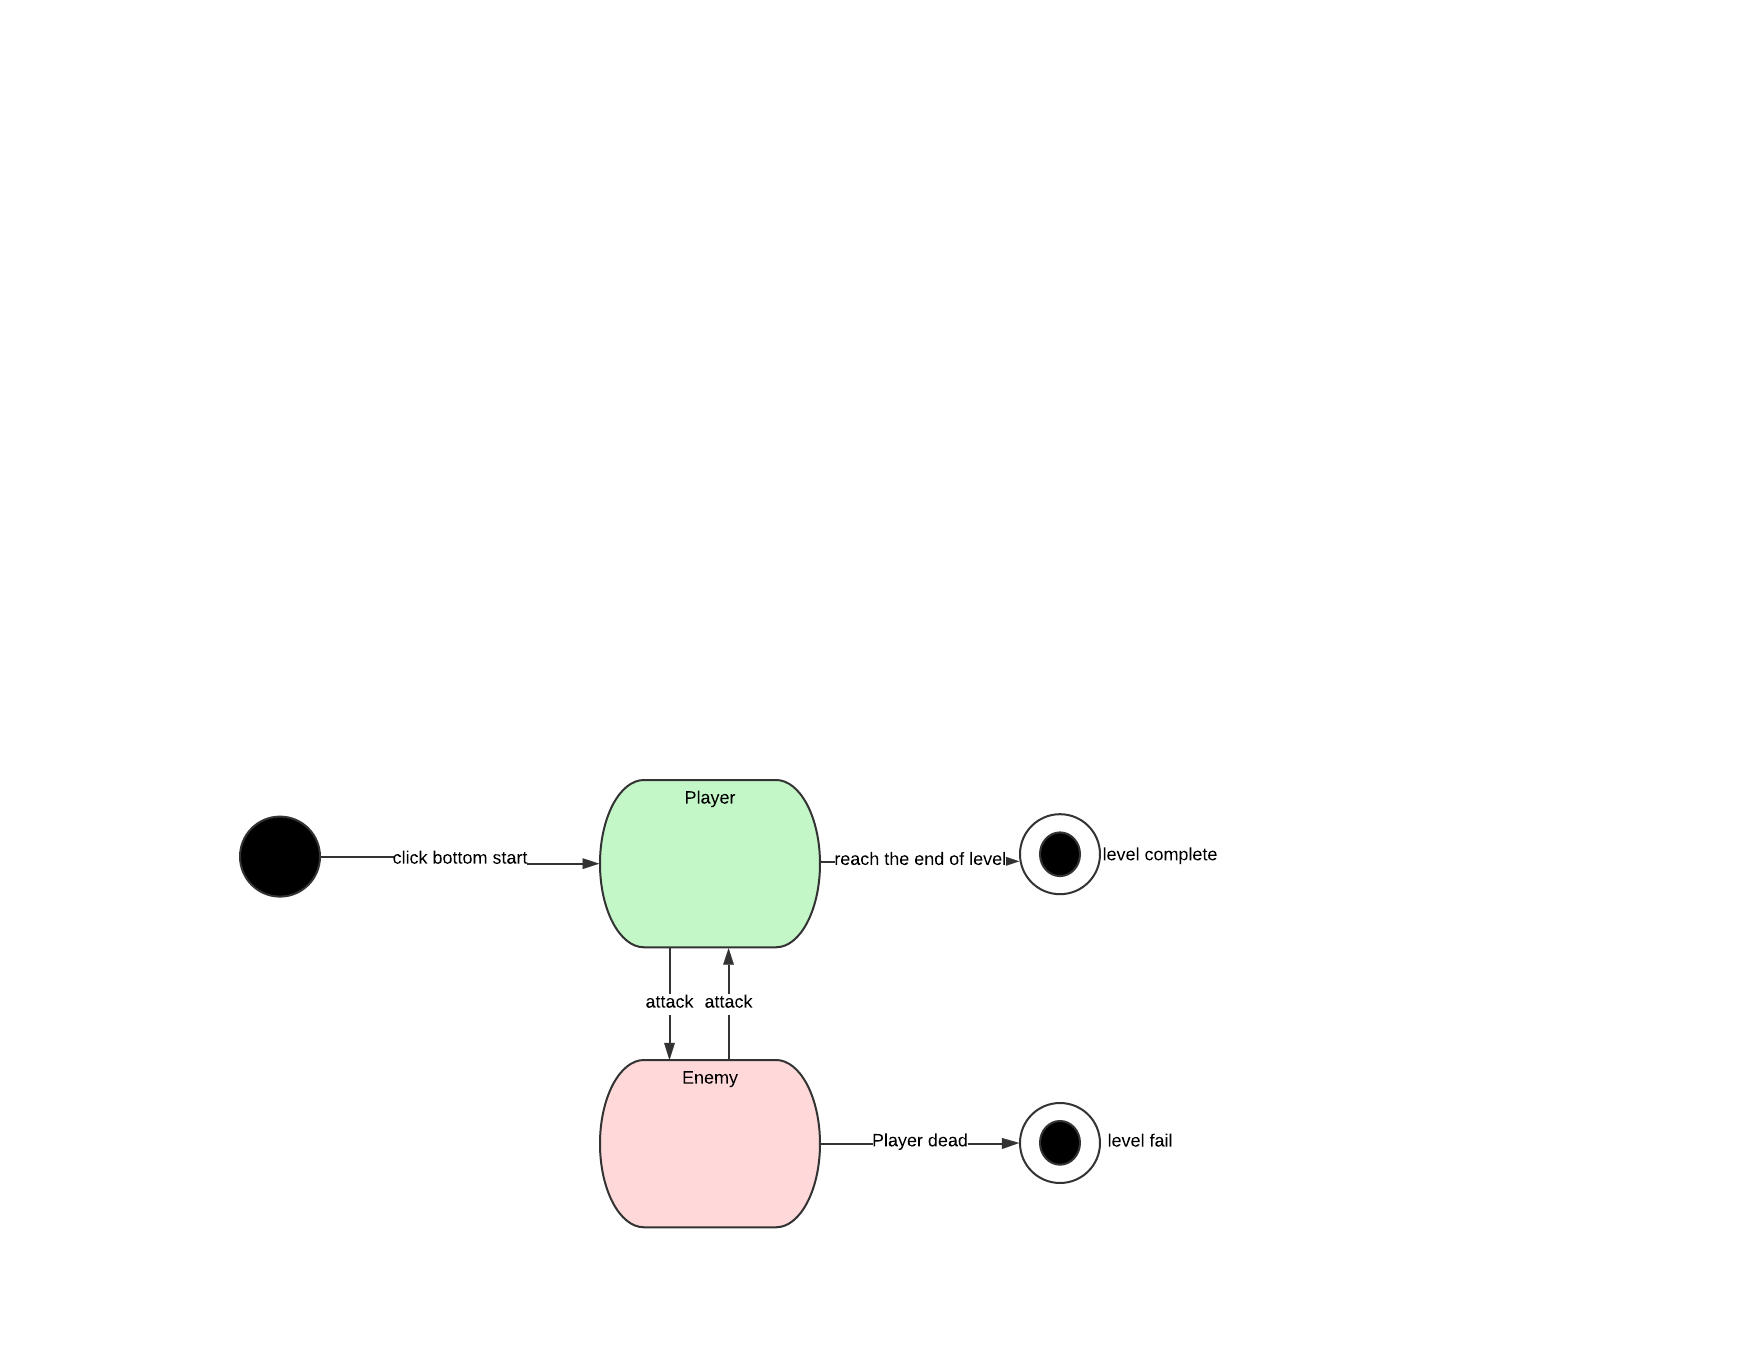 Player
click bottom start
reach the end of level
level complete
attack
attack
Enemy
Player dead
level fail